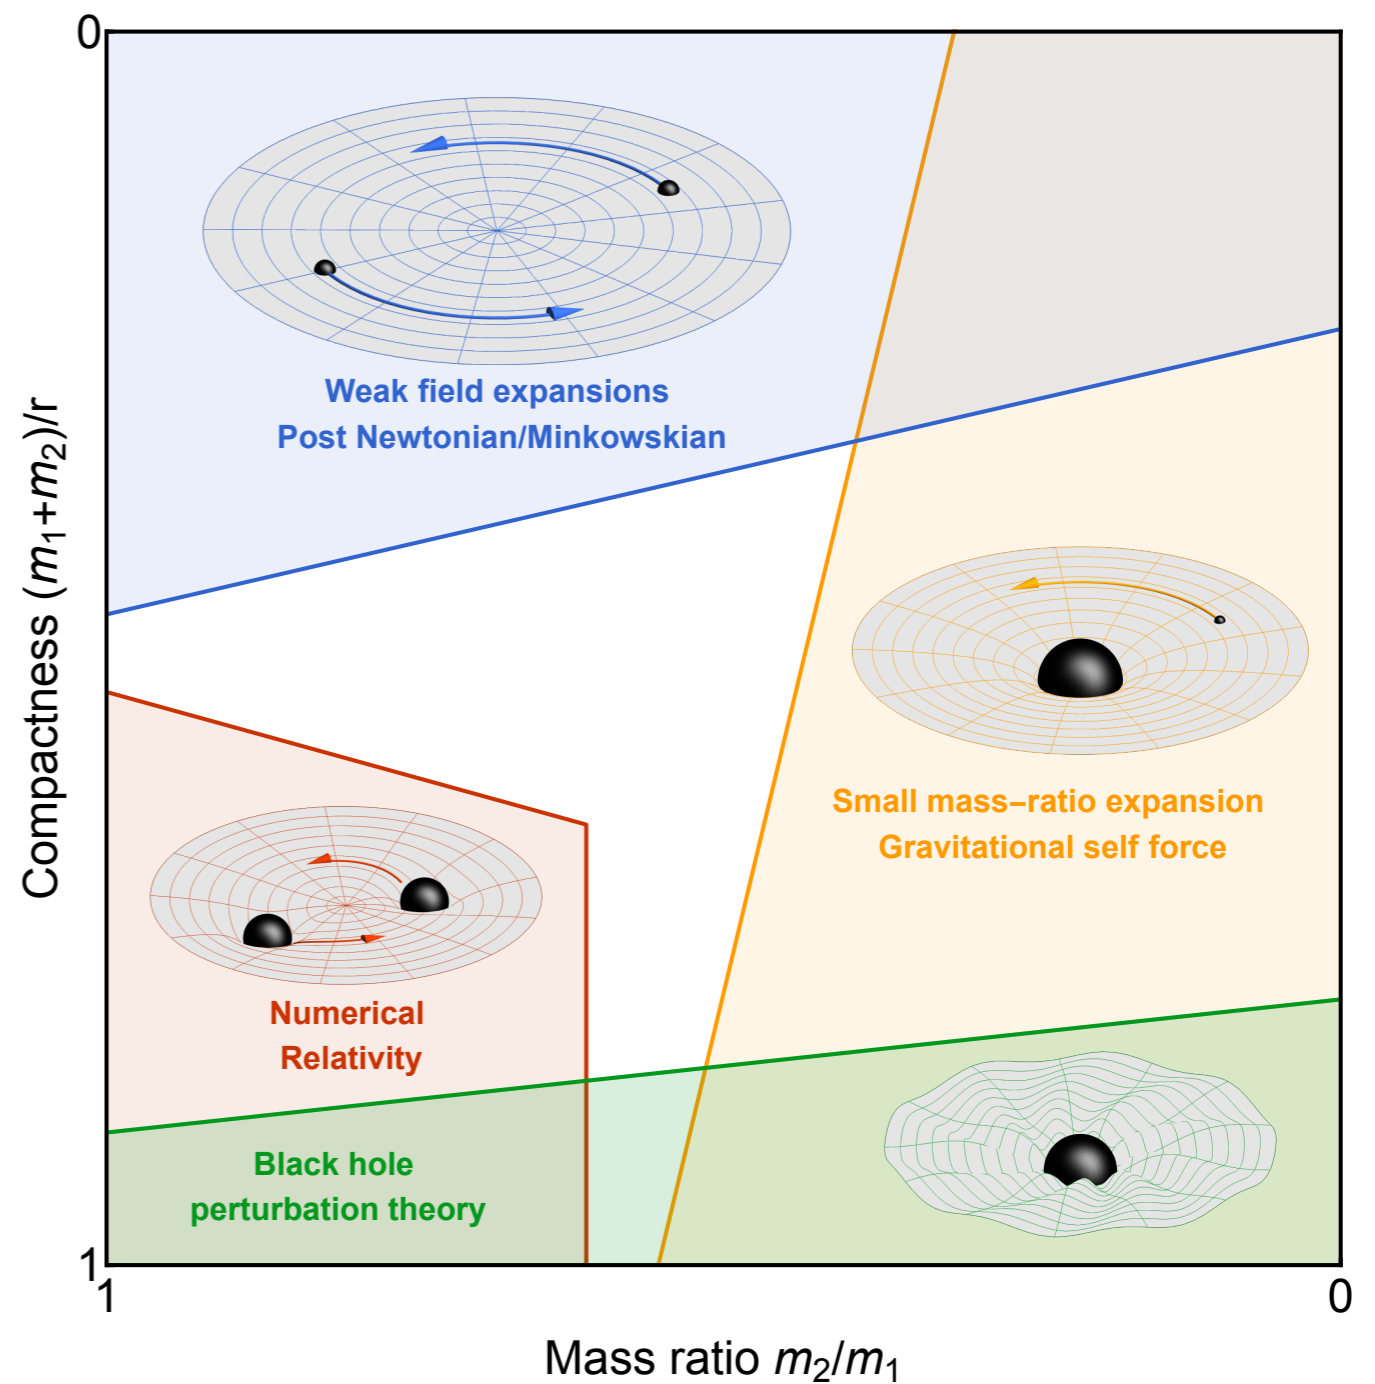 0
Weak field expansions
Post Newtonian/Minkowskian
Compactness (m₁+m₂)/r
Small mass–ratio expansion
Gravitational self force
Numerical
Relativity
Black hole
perturbation theory
1
1
0
Mass ratio m₂/m₁